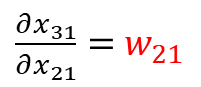 ∂x₃₁/∂x₂₁ = w₂₁